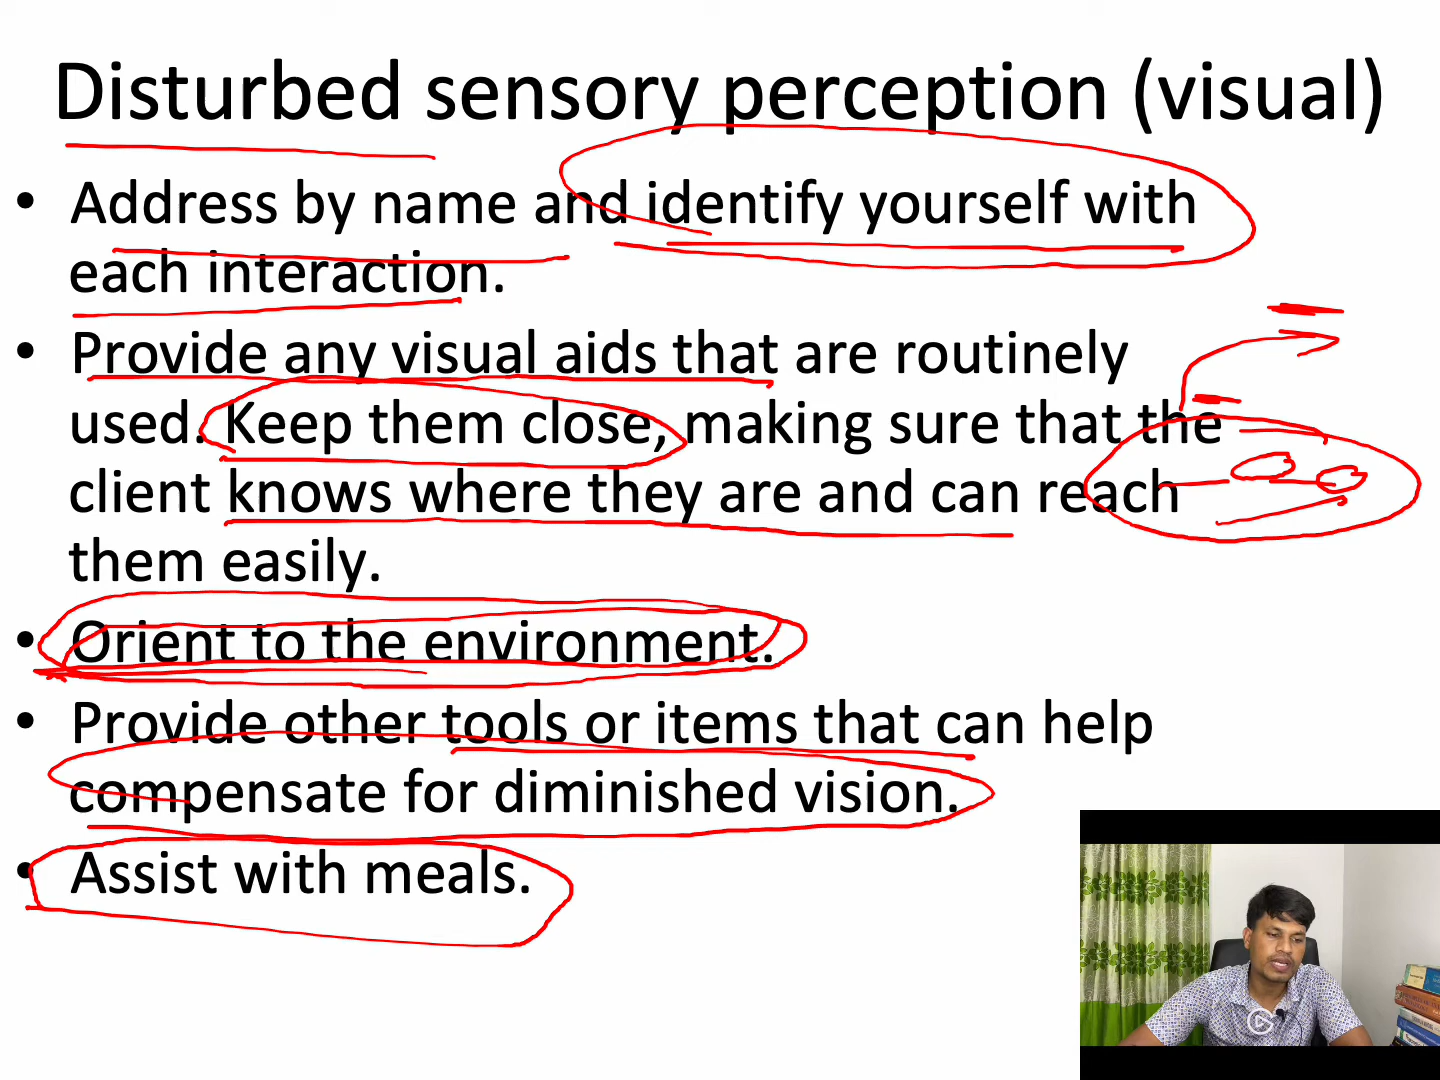 Disturbed sensory perception (visual)
• Address by name and identify yourself with
each interaction.
• Provide any visual aids that are routinely
used. Keep them close, making sure that the
client knows where they are and can reach
them easily.
• Orient to the environment.
• Provide other tools or items that can help
compensate for diminished vision.
• Assist with meals.